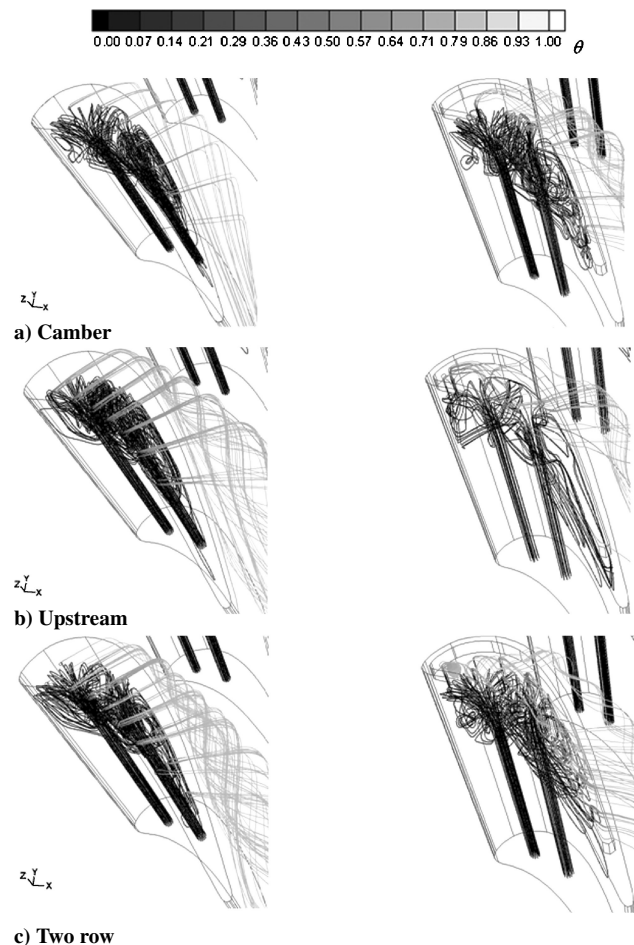 0.00 0.07 0.14 0.21 0.29 0.36 0.43 0.50 0.57 0.64 0.71 0.79 0.86 0.93 1.00 θ
Z Y X
a) Camber
Z Y X
b) Upstream
Z Y X
c) Two row